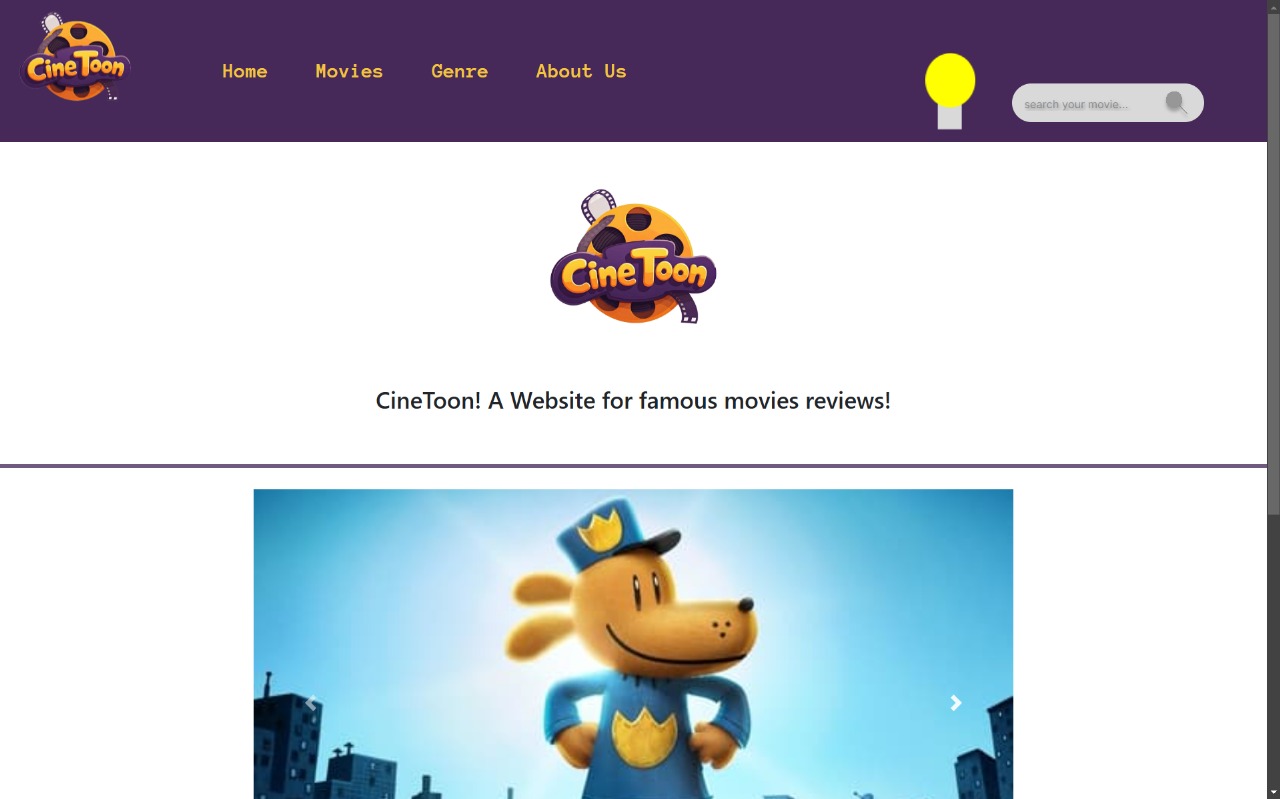 CineToon
Home
Movies
Genre
About Us
search your movie...
CineToon
CineToon! A Website for famous movies reviews!